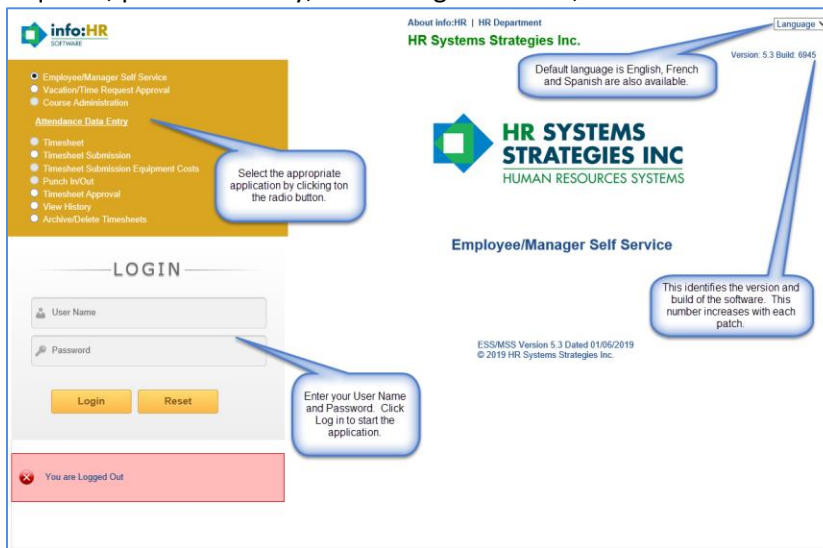 info:HR
SOFTWARE
About info:HR | HR Department
Language
HR Systems Strategies Inc.
Version: 5.3 Build: 6945
Default language is English, French
and Spanish are also available.
Employee/Manager Self Service
Vacation/Time Request Approval
Course Administration
Attendance Data Entry
Timesheet
Timesheet Submission
Timesheet Submission Equipment Costs
Punch In/Out
Timesheet Approval
View History
Archive/Delete Timesheets
Select the appropriate
application by clicking ton
the radio button.
HR SYSTEMS
STRATEGIES INC
HUMAN RESOURCES SYSTEMS
Employee/Manager Self Service
LOGIN
User Name
Password
Login Reset
This identifies the version and
build of the software. This
number increases with each
patch.
ESS/MSS Version 5.3 Dated 01/06/2019
© 2019 HR Systems Strategies Inc.
Enter your User Name
and Password. Click
Log in to start the
application.
You are Logged Out